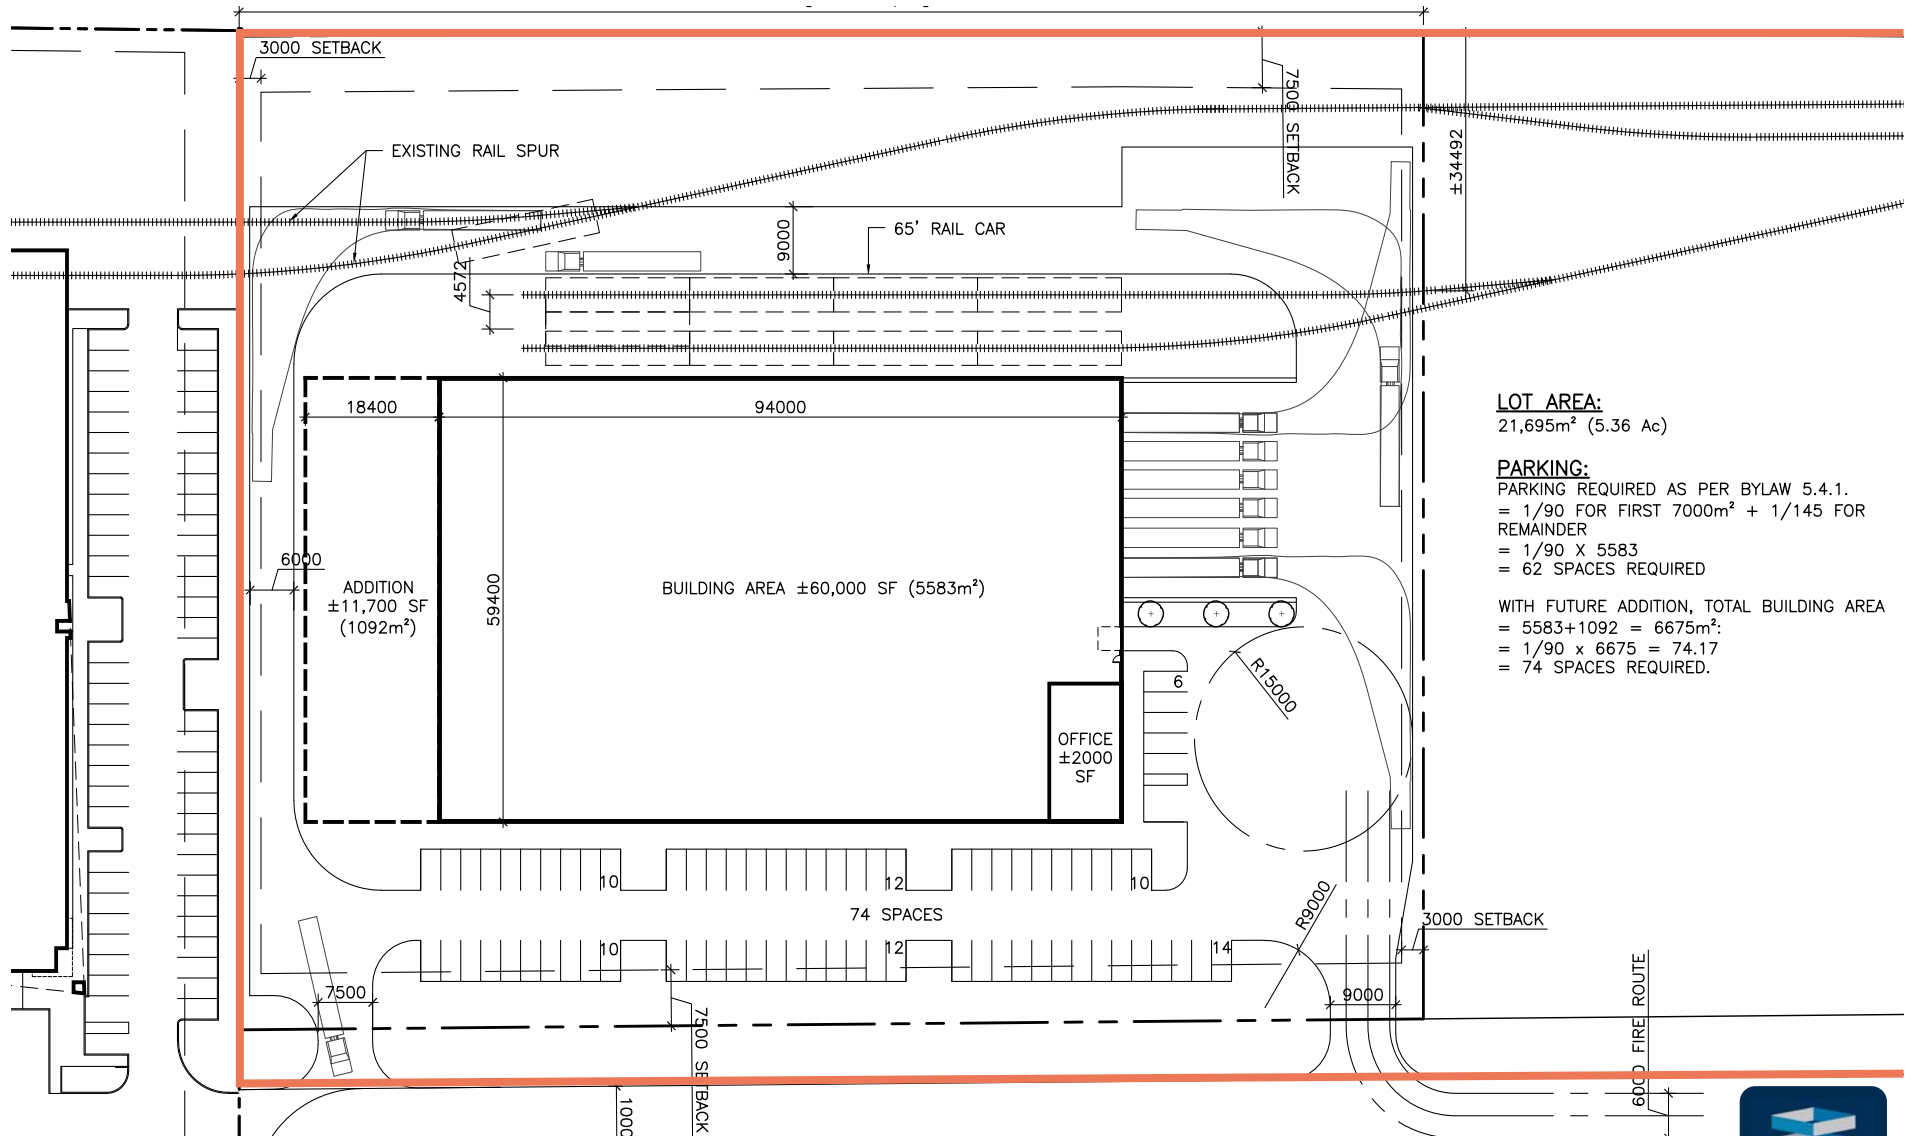 3000 SETBACK
7500 SETBACK
EXISTING RAIL SPUR
±34492
65' RAIL CAR
9000
4572
18400
94000
LOT AREA:
21,695m² (5.36 Ac)
PARKING:
PARKING REQUIRED AS PER BYLAW 5.4.1.
= 1/90 FOR FIRST 7000m² + 1/145 FOR
REMAINDER
= 1/90 X 5583
= 62 SPACES REQUIRED
WITH FUTURE ADDITION, TOTAL BUILDING AREA
= 5583+1092 = 6675m²:
= 1/90 x 6675 = 74.17
= 74 SPACES REQUIRED.
6000
ADDITION
±11,700 SF
(1092m²)
59400
BUILDING AREA ±60,000 SF (5583m²)
6
R15000
OFFICE
±2000
SF
10
12
10
74 SPACES
R9000
3000 SETBACK
10
12
14
7500
9000
7500 SETBACK
6000 FIRE ROUTE